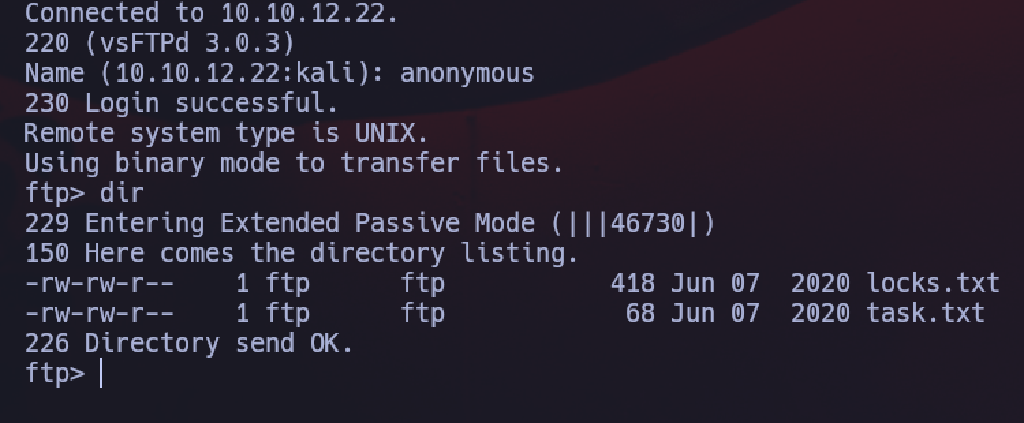 Connected to 10.10.12.22.
220 (vsFTPd 3.0.3)
Name (10.10.12.22:kali): anonymous
230 Login successful.
Remote system type is UNIX.
Using binary mode to transfer files.
ftp> dir
229 Entering Extended Passive Mode (|||46730|)
150 Here comes the directory listing.
-rw-rw-r--    1 ftp      ftp           418 Jun 07  2020 locks.txt
-rw-rw-r--    1 ftp      ftp            68 Jun 07  2020 task.txt
226 Directory send OK.
ftp>